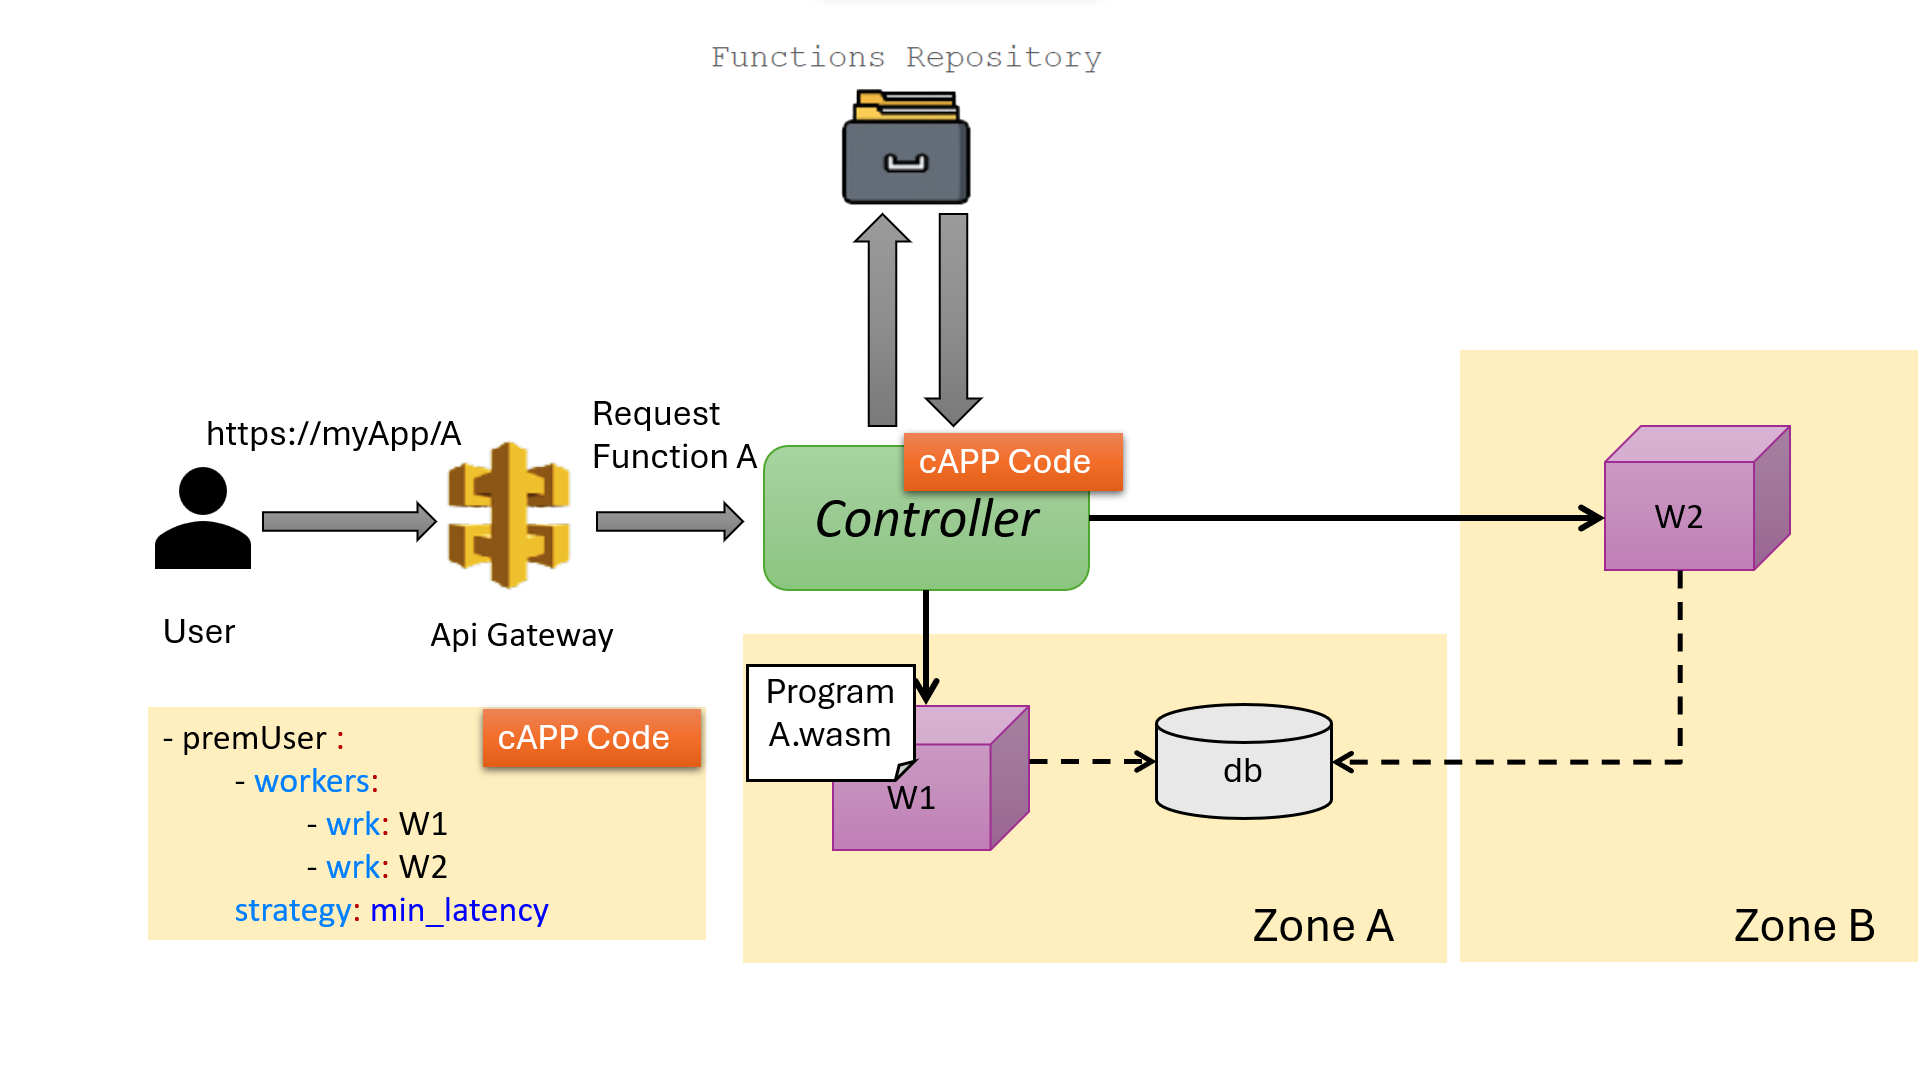 Functions Repository
https://myApp/A
Request
Function A
cAPP Code
Controller
W2
User
Api Gateway
Program
A.wasm
W1
db
Zone A
Zone B
cAPP Code
- premUser :
- workers:
- wrk: W1
- wrk: W2
strategy: min_latency